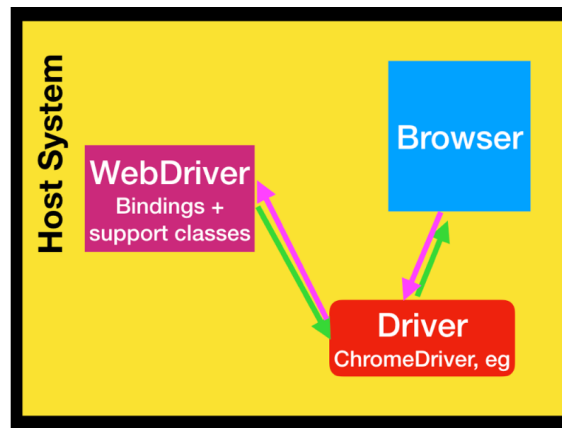 Host System
WebDriver
Bindings +
support classes
Browser
Driver
ChromeDriver, eg